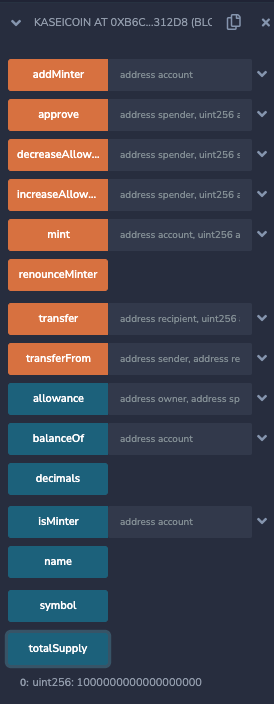 KASEICOIN AT 0XB6C...312D8 (BLC
addMinter address account
approve address spender, uint256 a
decreaseAllow... address spender, uint256 s
increaseAllow... address spender, uint256 a
mint address account, uint256 a
renounceMinter
transfer address recipient, uint256
transferFrom address sender, address re
allowance address owner, address sp
balanceOf address account
decimals
isMinter address account
name
symbol
totalSupply
0: uint256: 1000000000000000000